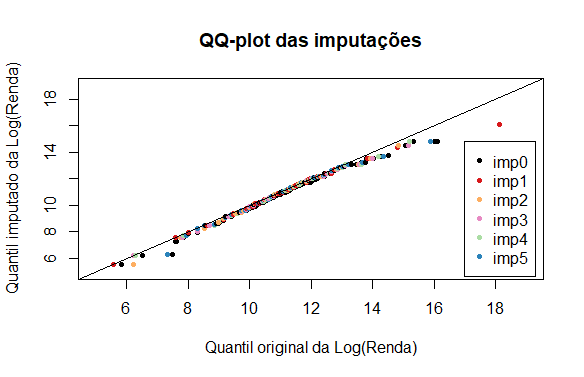 QQ-plot das imputações
Quantil imputado da Log(Renda)
18
14
10
8
6
imp0
imp1
imp2
imp3
imp4
imp5
6 8 10 12 14 16 18
Quantil original da Log(Renda)